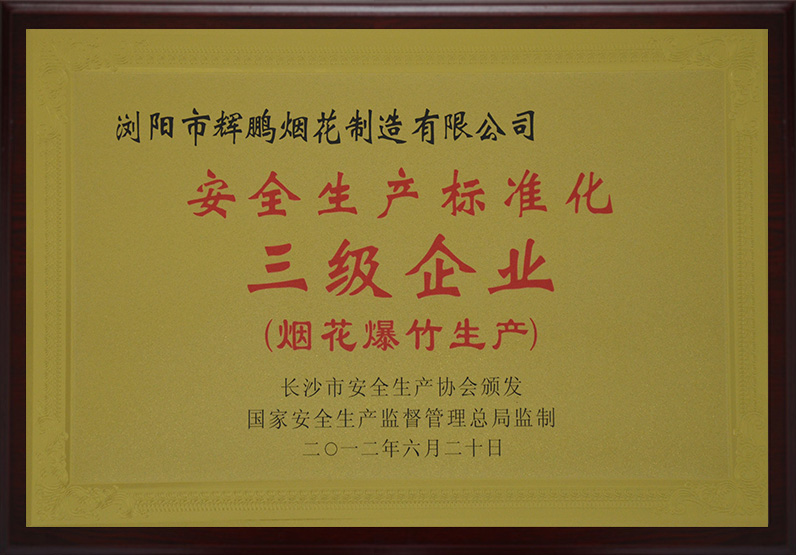 浏阳市辉鹏烟花制造有限公司
安全生产标准化
三级企业
(烟花爆竹生产)
长沙市安全生产协会颁发
国家安全生产监督管理总局监制
二〇一二年六月二十日